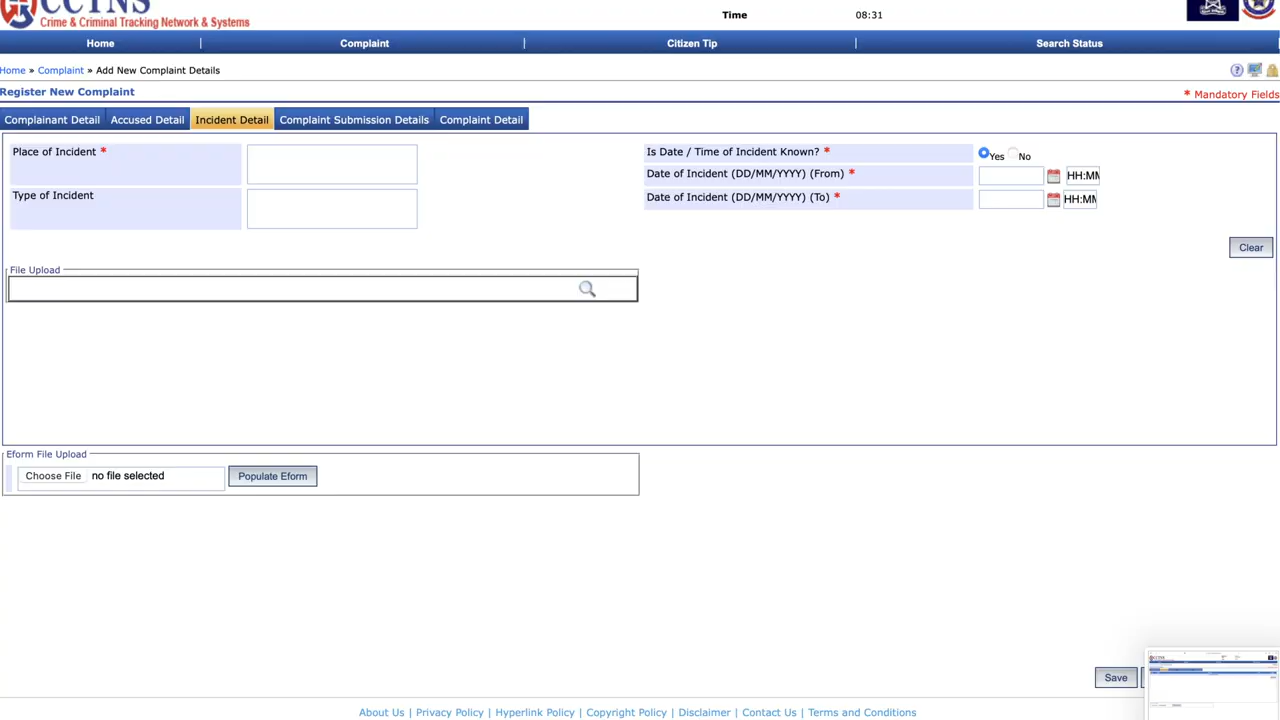 CCTNS
Crime & Criminal Tracking Network & Systems
Time 08:31
Home | Complaint | Citizen Tip | Search Status |
Home » Complaint » Add New Complaint Details
Register New Complaint
* Mandatory Fields
Complainant Detail Accused Detail Incident Detail Complaint Submission Details Complaint Detail
Place of Incident *
Is Date / Time of Incident Known? * Yes No
Date of Incident (DD/MM/YYYY) (From) * HH:MM
Type of Incident
Date of Incident (DD/MM/YYYY) (To) * HH:MM
Clear
File Upload
Eform File Upload
Choose File no file selected Populate Eform
Save
About Us | Privacy Policy | Hyperlink Policy | Copyright Policy | Disclaimer | Contact Us | Terms and Conditions